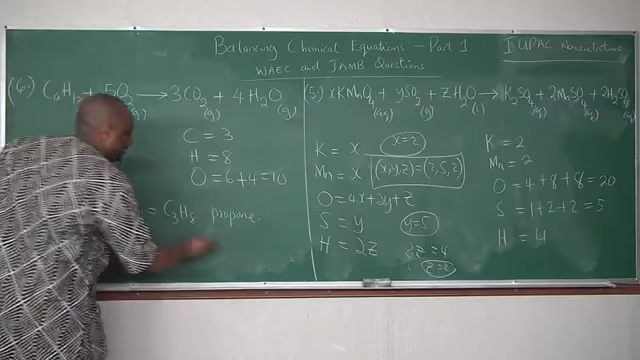 Balancing Chemical Equations - Part 1
WAEC and JAMB Questions
IUPAC Nomenclature
(6) CaHb + 5O2(g) → 3CO2(g) + 4H2O(g)
C = 3
H = 8
O = 6+4 = 10
= C3H8 propane.
(5) xKMnO4(aq) + ySO2(g) + zH2O(l) → K2SO4(aq) + 2MnSO4(aq) + 2H2SO4(aq)
K = x
x=2
Mn = x
(x,y,z) = (2,5,2)
O = 4x+2y+z
S = y
y=5
H = 2z
2z = 4
z = 2
K = 2
Mn = 2
O = 4+8+8 = 20
S = 1+2+2 = 5
H = 4